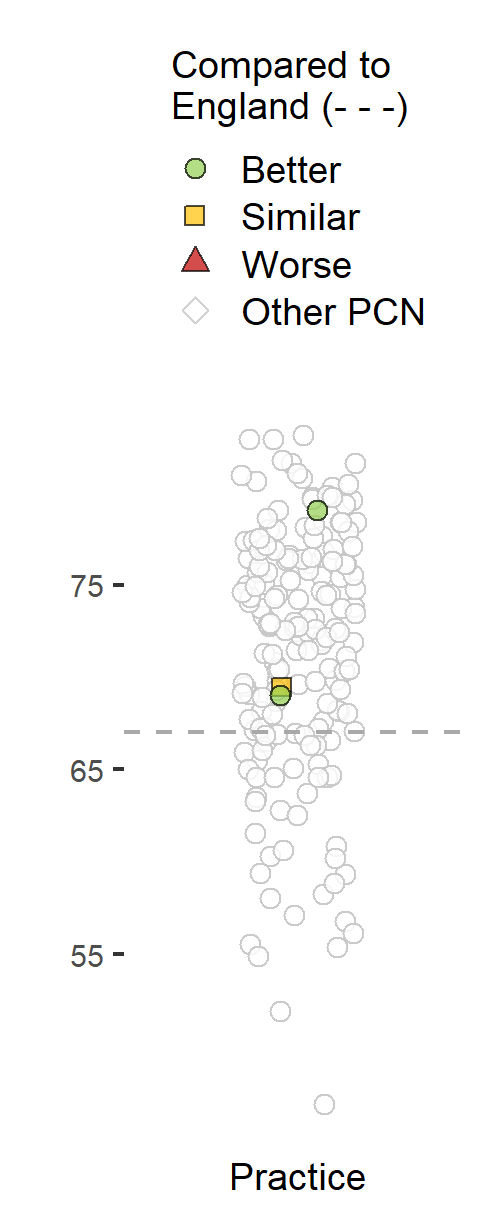 Compared to
England (- - -)
Better
Similar
Worse
Other PCN
75
65
55
Practice